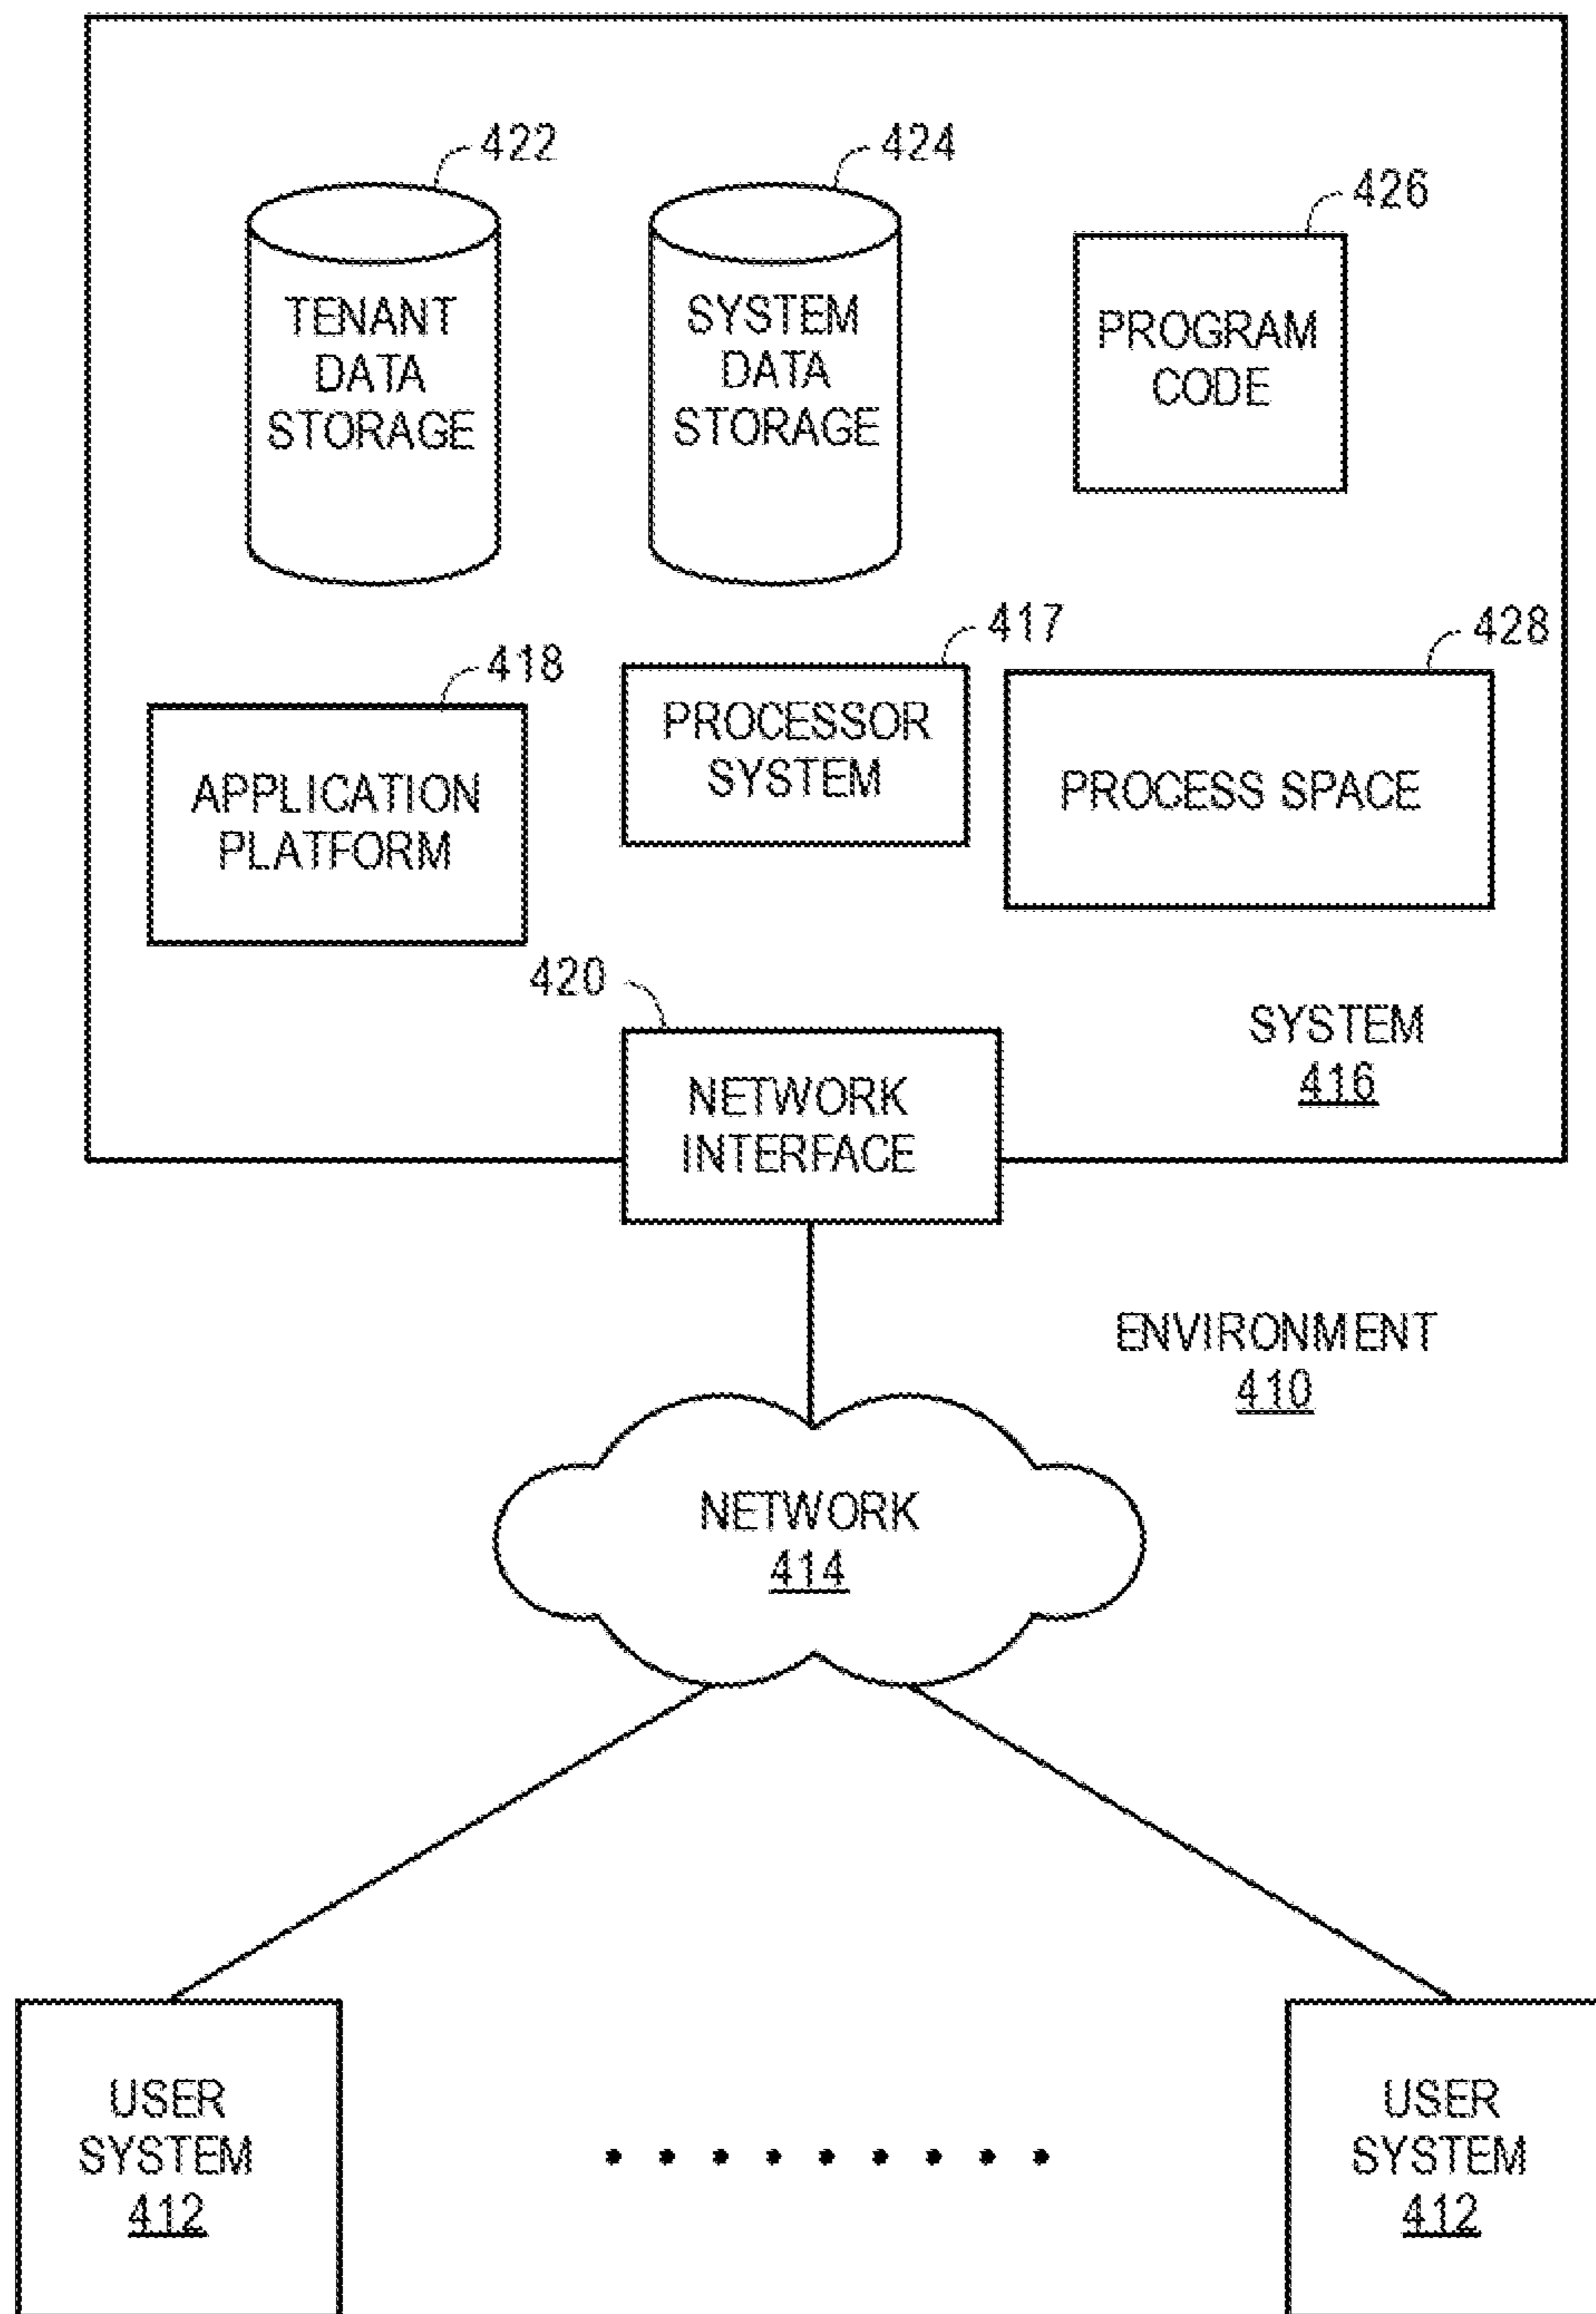 422
424
426
TENANT
DATA
STORAGE
SYSTEM
DATA
STORAGE
PROGRAM
CODE
418
417
428
APPLICATION
PLATFORM
PROCESSOR
SYSTEM
PROCESS SPACE
420
NETWORK
INTERFACE
SYSTEM
416
ENVIRONMENT
410
NETWORK
414
USER
SYSTEM
412
USER
SYSTEM
412